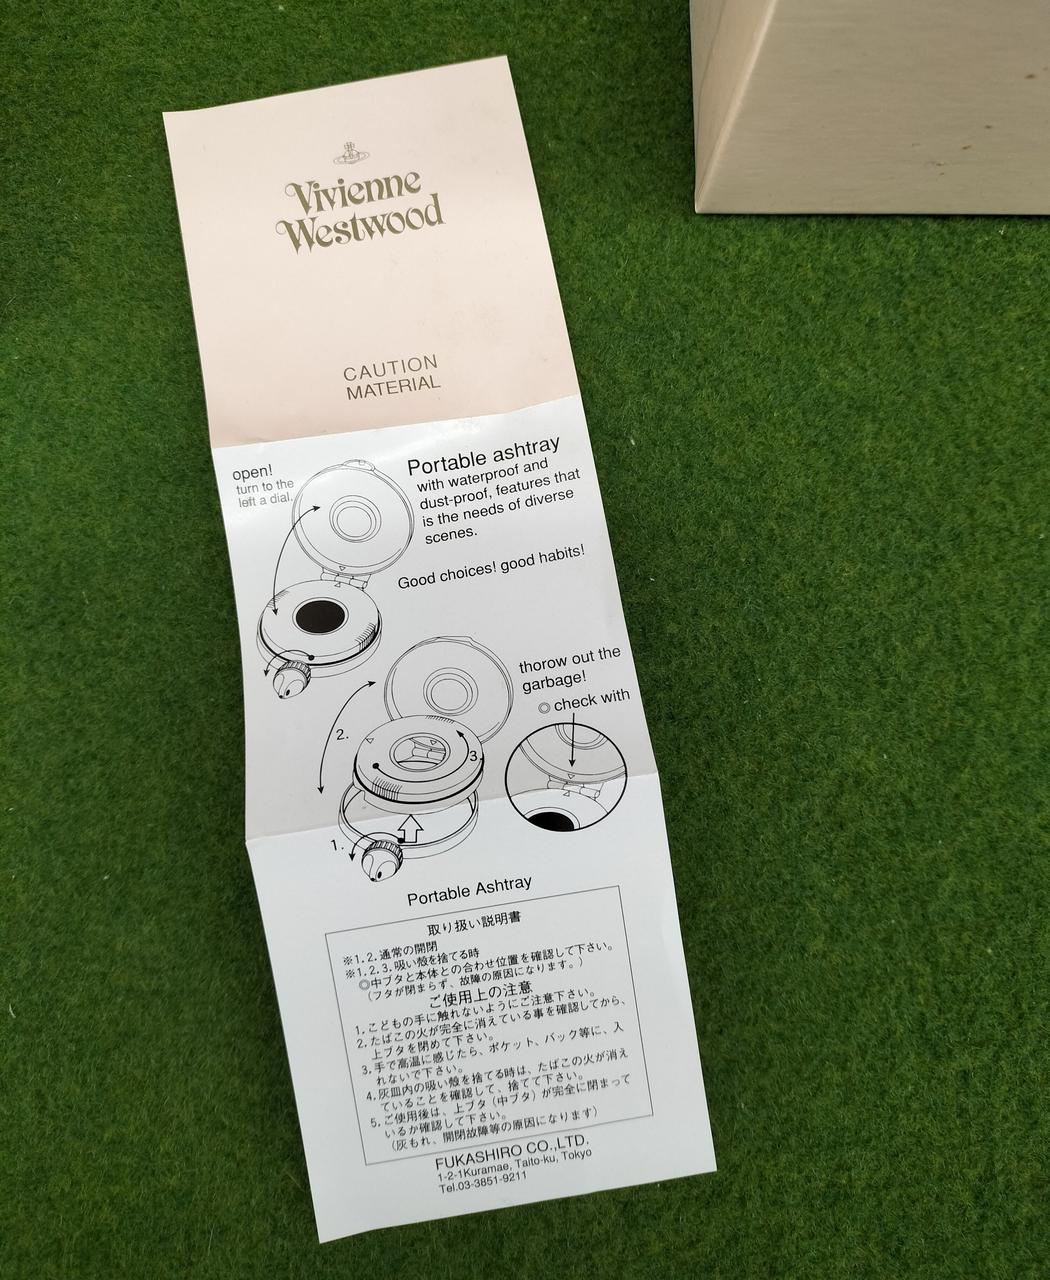 Vivienne
Westwood
CAUTION
MATERIAL
open!
turn to the
left a dial.
Portable ashtray
with waterproof and
dust-proof, features that
is the needs of diverse
scenes.
Good choices! good habits!
thorow out the
garbage!
◎ check with
2.
3.
1.
Portable Ashtray
取り扱い説明書
※1.2.通常の開閉
※1.2.3.吸い殻を捨てる時
◎中ブタと本体との合わせ位置を確認して下さい。
(フタが閉まらず、故障の原因になります。)
ご使用上の注意
1.こどもの手に触れないようにご注意下さい。
2.たばこの火が完全に消えている事を確認してから、
上ブタを閉めて下さい。
3.手で高温に感じたら、ポケット、バック等に、入
れないで下さい。
4.灰皿内の吸い殻を捨てる時は、たばこの火が消え
ていることを確認して、捨てて下さい。
5.ご使用後は、上ブタ(中ブタ)が完全に閉まって
いるか確認して下さい。
(灰もれ、開閉故障等の原因になります)
FUKASHIRO CO.,LTD.
1-2-1Kuramae, Taito-ku, Tokyo
Tel.03-3851-9211